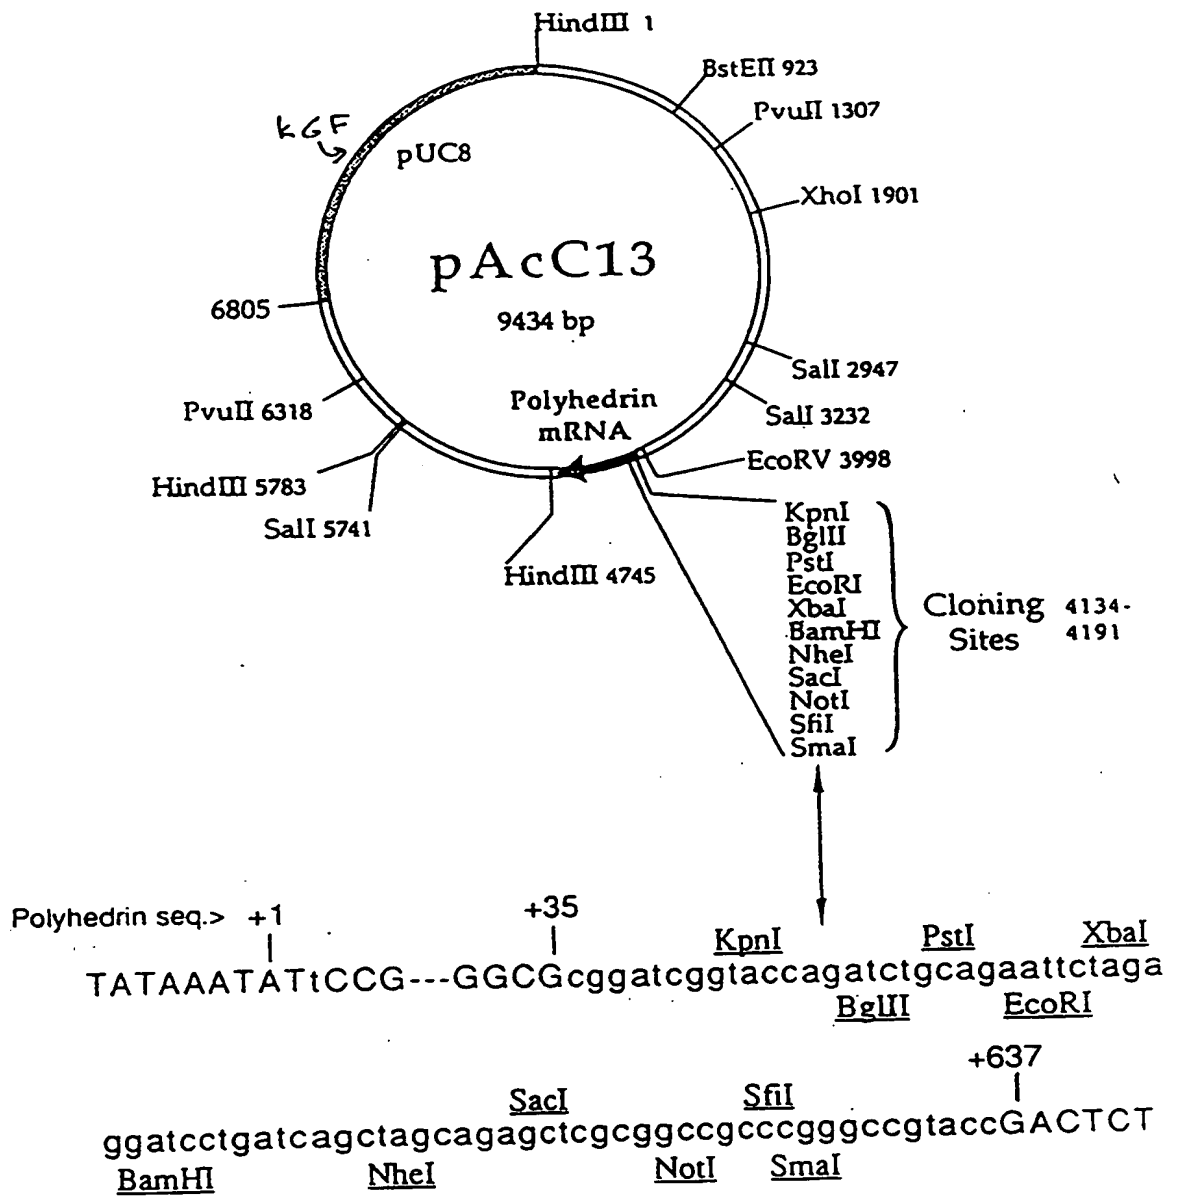 HindIII 1
BstEII 923
PvuII 1307
KGF
pUC8
XhoI 1901
pAcC13
9434 bp
6805
SalI 2947
Polyhedrin
mRNA
PvuII 6318
SalI 3232
EcoRV 3998
HindIII 5783
SalI 5741
HindIII 4745
KpnI
BglII
PstI
EcoRI
XbaI
BamHI
NheI
SacI
NotI
SfiI
SmaI
Cloning
Sites
4134-
4191
Polyhedrin seq.> +1
+35
KpnI PstI XbaI
TATAAATATTtCCG---GGCGcggatcggtaccagatctgcagaattctaga
BglII EcoRI
+637
SacI SfiI
ggatcctgatcagctagcagagctcgcggccgcccgggccgtaccGACTCT
BamHI NheI NotI SmaI